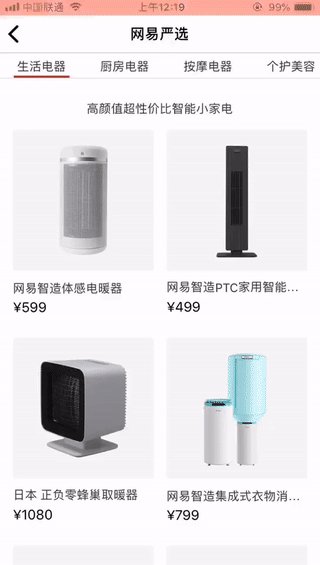 中国联通
上午12:19
99%
网易严选
生活电器
厨房电器
按摩电器
个护美容
高颜值超性价比智能小家电
网易智造体感电暖器
¥599
网易智造PTC家用智能...
¥499
日本 正负零蜂巢取暖器
¥1080
网易智造集成式衣物消...
¥799